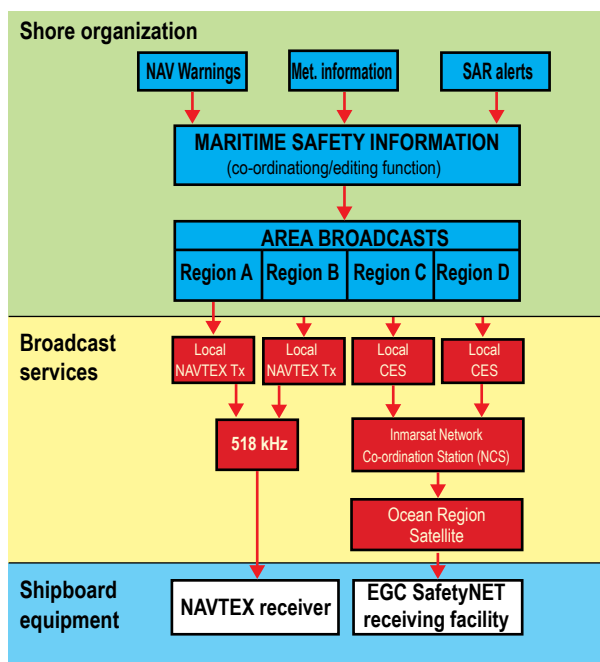 Shore organization
NAV Warnings
Met. information
SAR alerts
MARITIME SAFETY INFORMATION
(co-ordinationg/editing function)
AREA BROADCASTS
Region A
Region B
Region C
Region D
Broadcast
services
Local
NAVTEX Tx
Local
NAVTEX Tx
Local
CES
Local
CES
518 kHz
Inmarsat Network
Co-ordination Station (NCS)
Ocean Region
Satellite
Shipboard
equipment
NAVTEX receiver
EGC SafetyNET
receiving facility